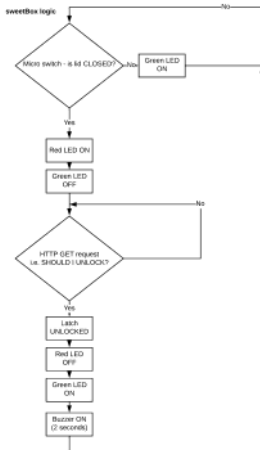 sweetBox logic
No
Micro switch - is lid CLOSED?
No
Green LED
ON
Yes
Red LED ON
Green LED
OFF
No
HTTP GET request
i.e. SHOULD I UNLOCK?
Yes
Latch
UNLOCKED
Red LED
OFF
Green LED
ON
Buzzer ON
(2 seconds)